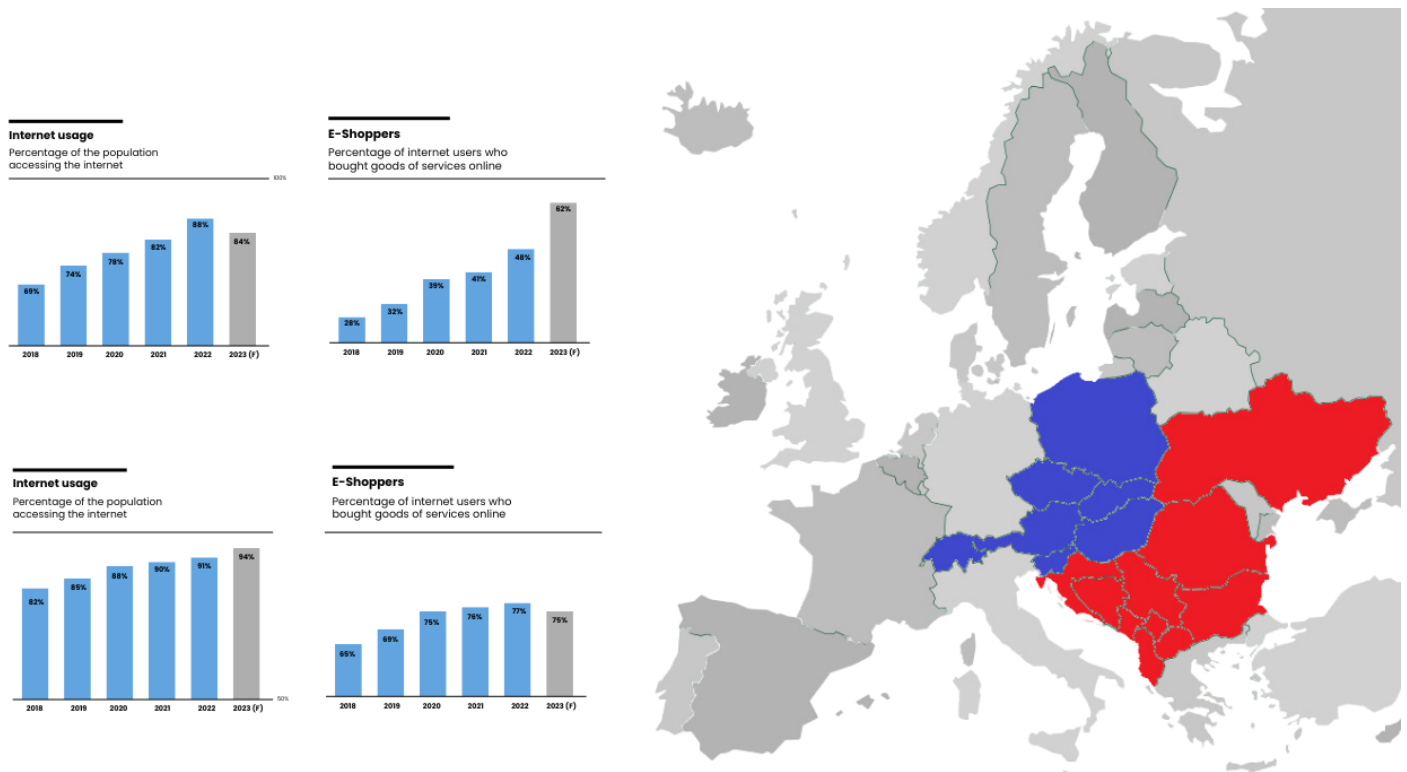 Internet usage
Percentage of the population
accessing the internet
100%
69%
74%
78%
82%
88%
84%
2018
2019
2020
2021
2022
2023 (F)
E-Shoppers
Percentage of internet users who
bought goods of services online
28%
32%
39%
41%
48%
62%
2018
2019
2020
2021
2022
2023 (F)
Internet usage
Percentage of the population
accessing the internet
82%
85%
88%
90%
91%
94%
50%
2018
2019
2020
2021
2022
2023 (F)
E-Shoppers
Percentage of internet users who
bought goods of services online
65%
69%
75%
76%
77%
75%
2018
2019
2020
2021
2022
2023 (F)